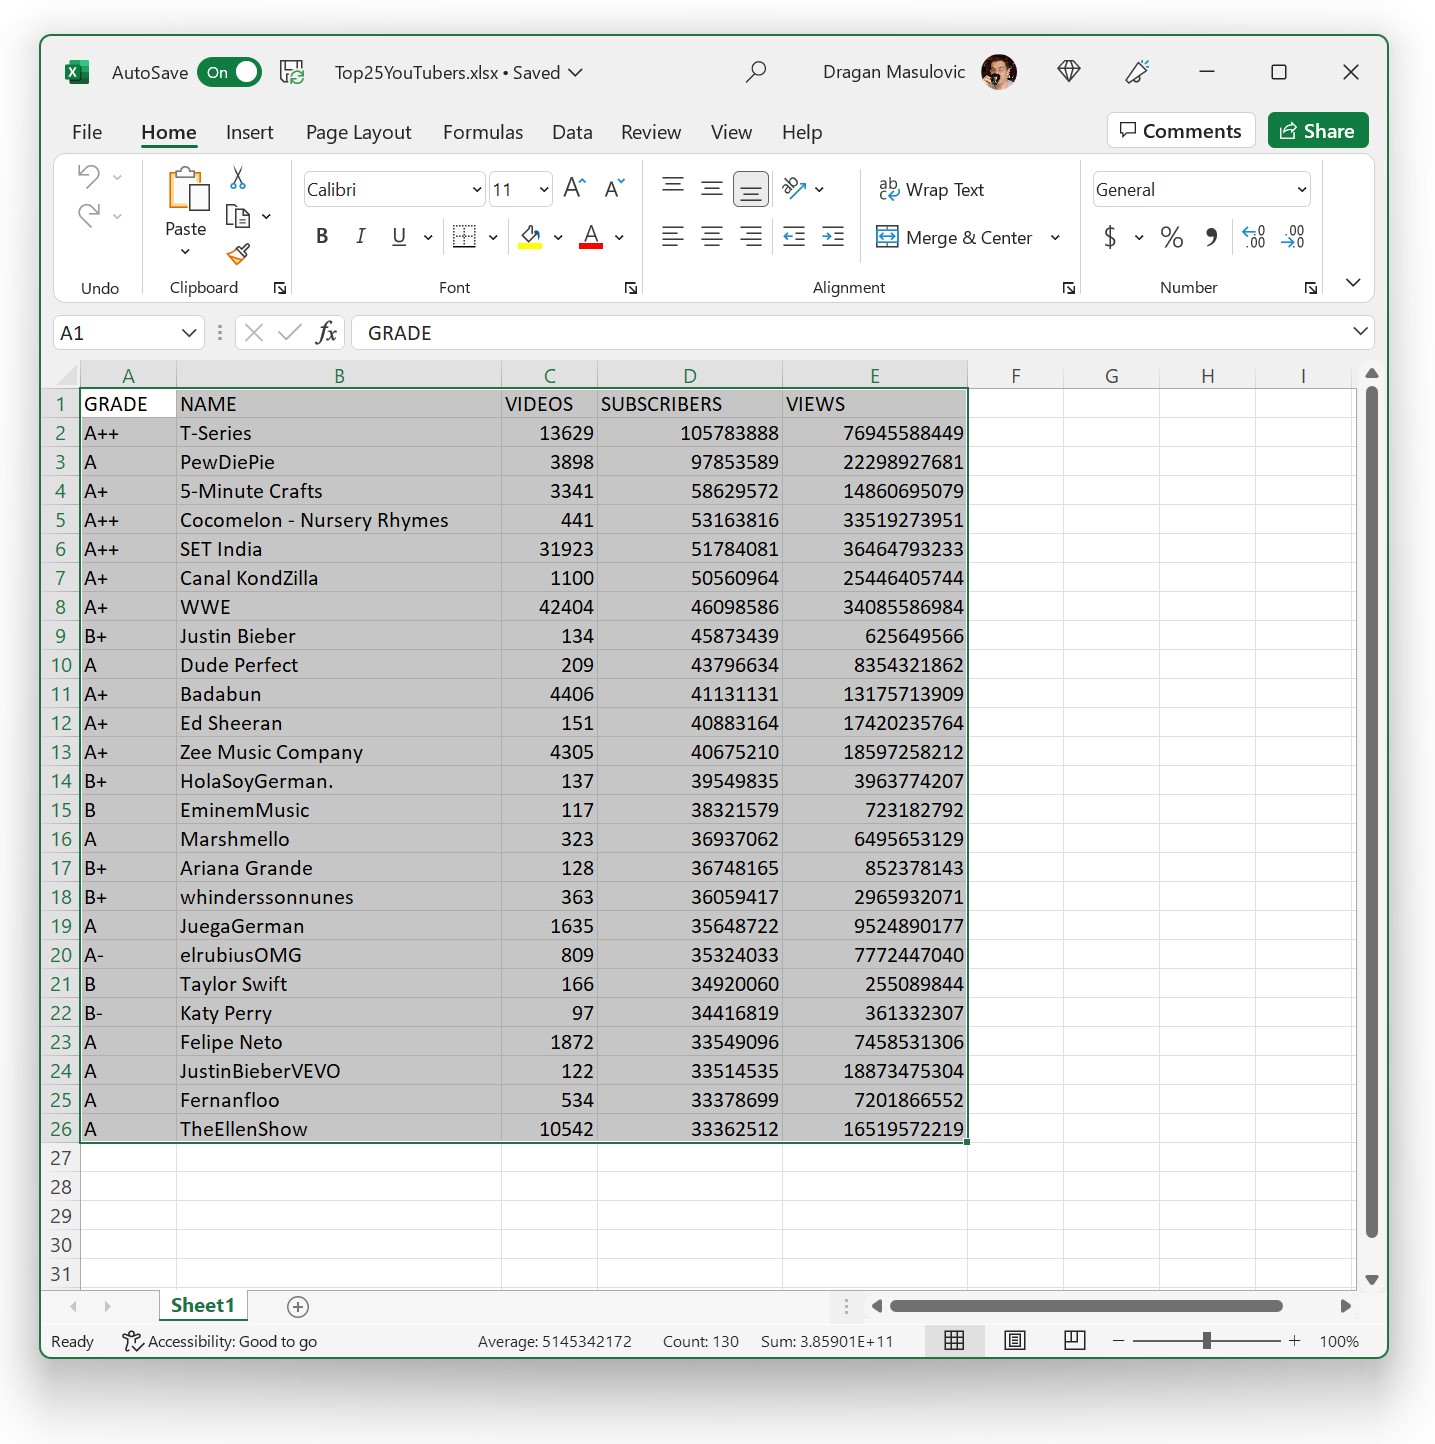 AutoSave On Top25YouTubers.xlsx • Saved Dragan Masulovic
File Home Insert Page Layout Formulas Data Review View Help Comments Share
Calibri 11 ab Wrap Text General
Paste B I U A Merge & Center $ % 9 .00
Undo Clipboard Font Alignment Number
A1 fx GRADE
A B C D E F G H I
1 GRADE NAME VIDEOS SUBSCRIBERS VIEWS
2 A++ T-Series 13629 105783888 76945588449
3 A PewDiePie 3898 97853589 22298927681
4 A+ 5-Minute Crafts 3341 58629572 14860695079
5 A++ Cocomelon - Nursery Rhymes 441 53163816 33519273951
6 A++ SET India 31923 51784081 36464793233
7 A+ Canal KondZilla 1100 50560964 25446405744
8 A+ WWE 42404 46098586 34085586984
9 B+ Justin Bieber 134 45873439 625649566
10 A Dude Perfect 209 43796634 8354321862
11 A+ Badabun 4406 41131131 13175713909
12 A+ Ed Sheeran 151 40883164 17420235764
13 A+ Zee Music Company 4305 40675210 18597258212
14 B+ HolaSoyGerman. 137 39549835 3963774207
15 B EminemMusic 117 38321579 723182792
16 A Marshmello 323 36937062 6495653129
17 B+ Ariana Grande 128 36748165 852378143
18 B+ whinderssonnunes 363 36059417 2965932071
19 A JuegaGerman 1635 35648722 9524890177
20 A- elrubiusOMG 809 35324033 7772447040
21 B Taylor Swift 166 34920060 255089844
22 B- Katy Perry 97 34416819 361332307
23 A Felipe Neto 1872 33549096 7458531306
24 A JustinBieberVEVO 122 33514535 18873475304
25 A Fernanfloo 534 33378699 7201866552
26 A TheEllenShow 10542 33362512 16519572219
27
28
29
30
31
Sheet1
Ready Accessibility: Good to go Average: 5145342172 Count: 130 Sum: 3.85901E+11 100%